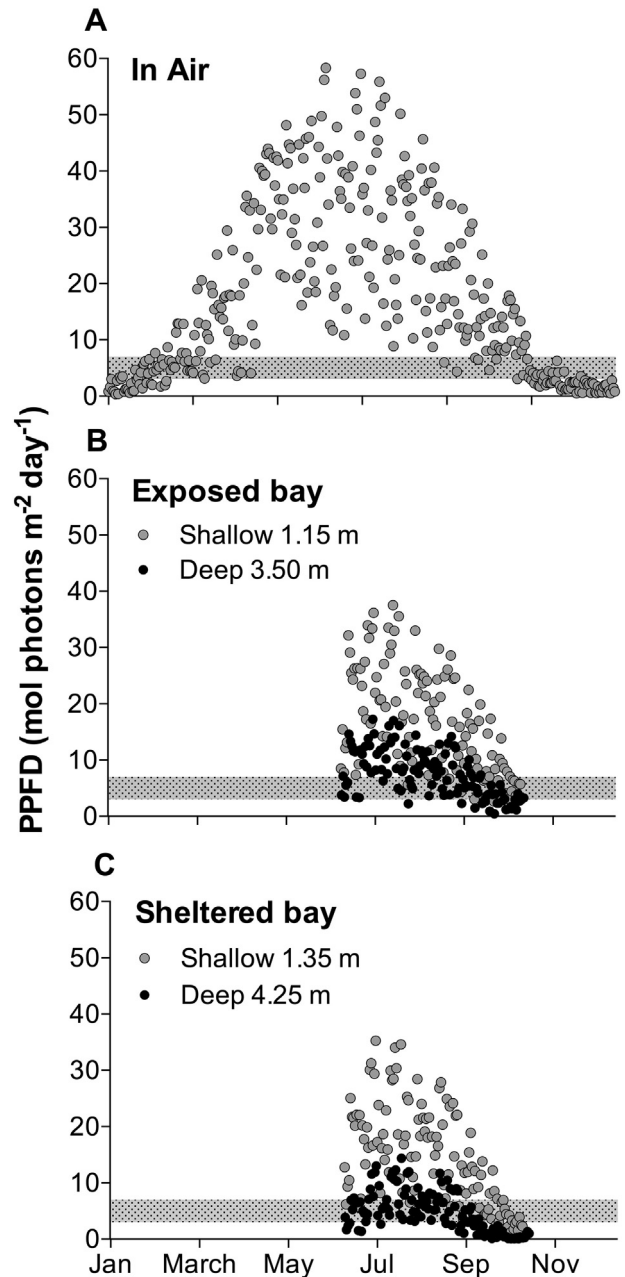 A
In Air
60
50
40
30
20
10
0
B
Exposed bay
Shallow 1.15 m
Deep 3.50 m
60
50
40
30
20
10
0
PPFD (mol photons m-2 day-1)
C
Sheltered bay
Shallow 1.35 m
Deep 4.25 m
60
50
40
30
20
10
0
Jan March May Jul Sep Nov